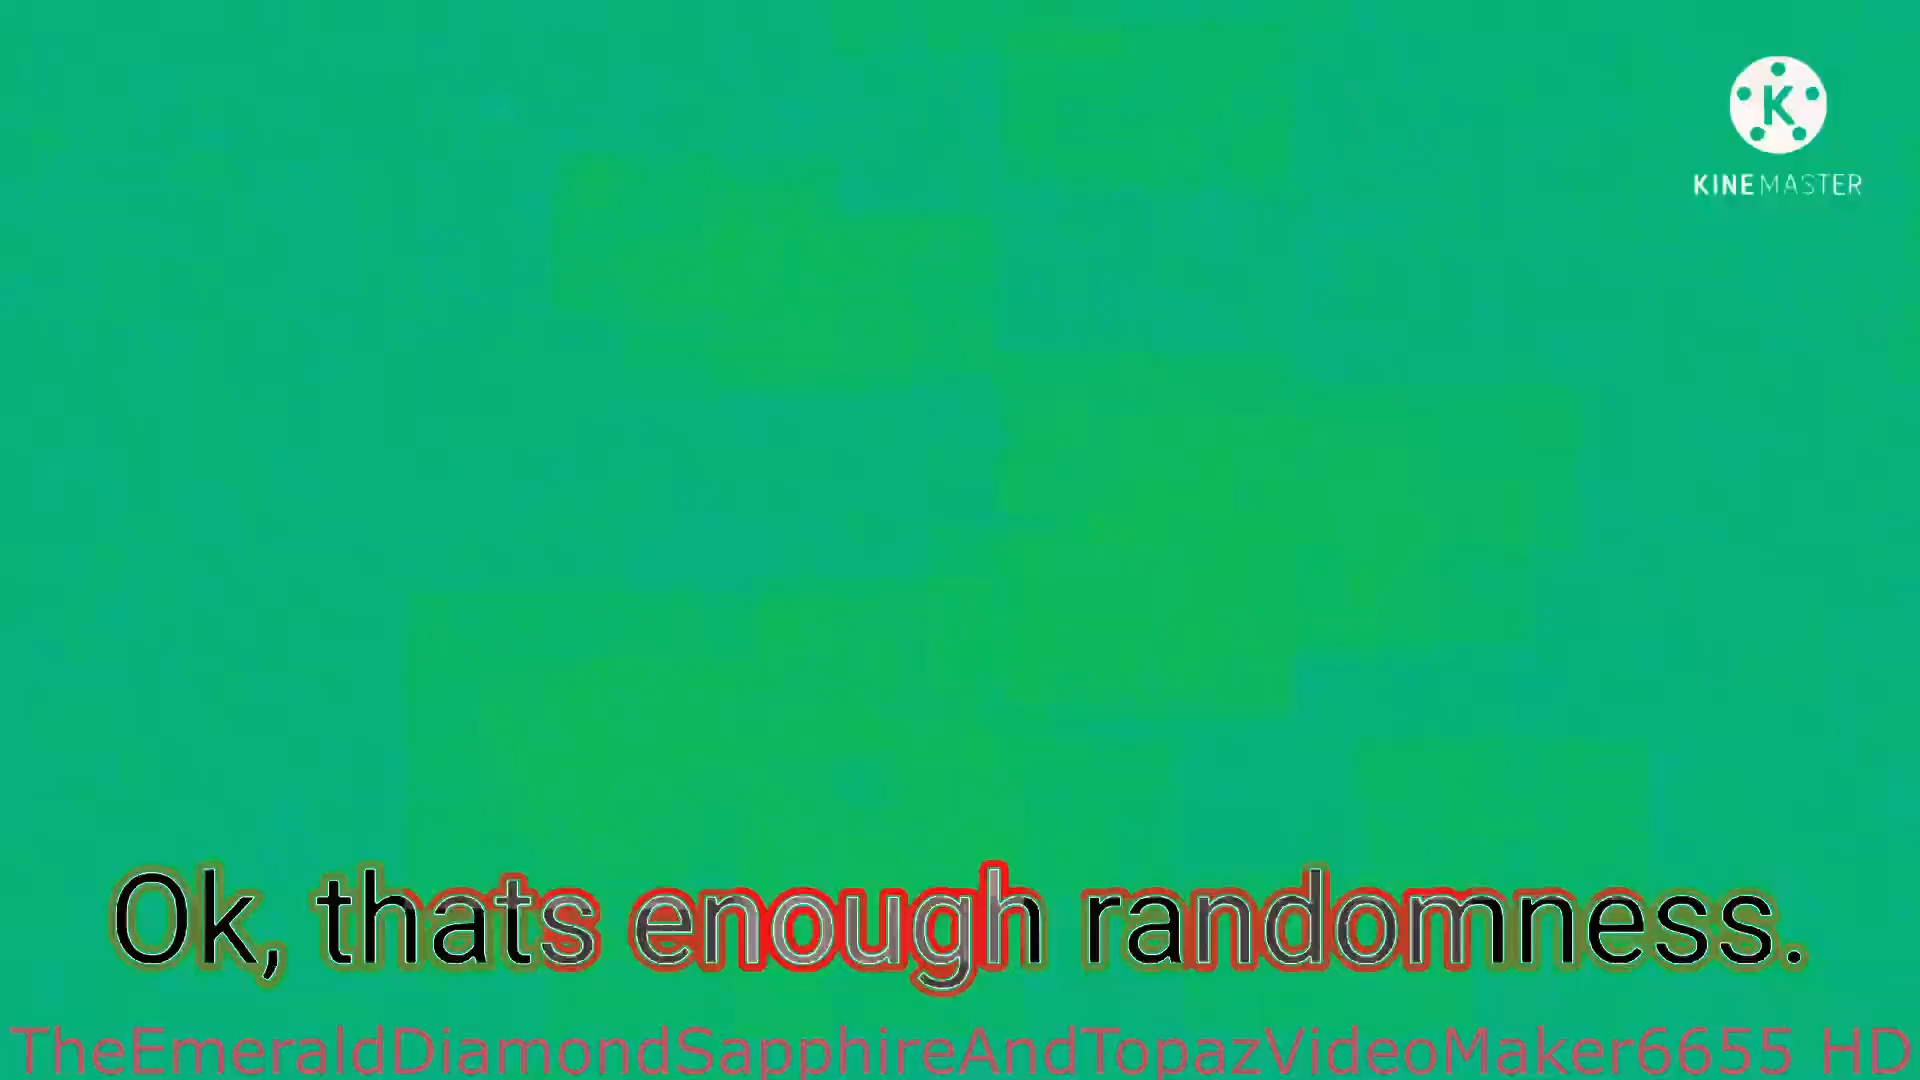 K
KINEMASTER
Ok, thats enough randomness.
TheEmeraldDiamondSapphireAndTopazVideoMaker6655 HD